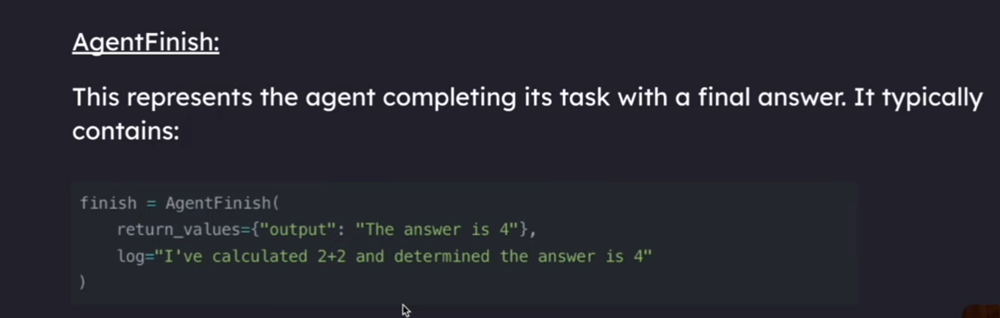 AgentFinish:
This represents the agent completing its task with a final answer. It typically
contains:
finish = AgentFinish(
    return_values={"output": "The answer is 4"},
    log="I've calculated 2+2 and determined the answer is 4"
)